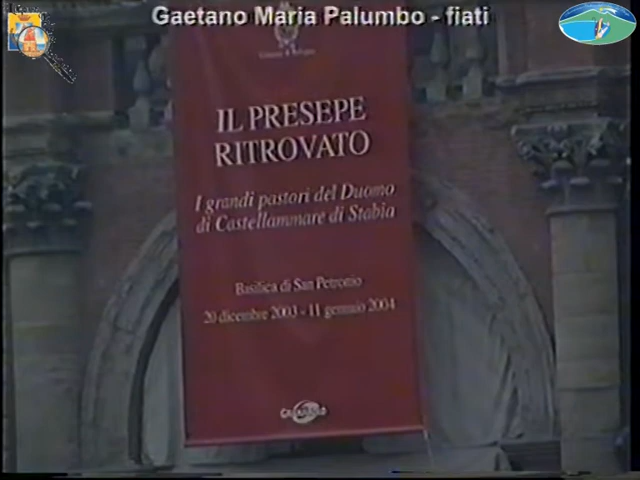 Gaetano Maria Palumbo - fiati
IL PRESEPE
RITROVATO
I grandi pastori del Duomo
di Castellammare di Stabia
Basilica di San Petronio
20 dicembre 2003 - 11 gennaio 2004